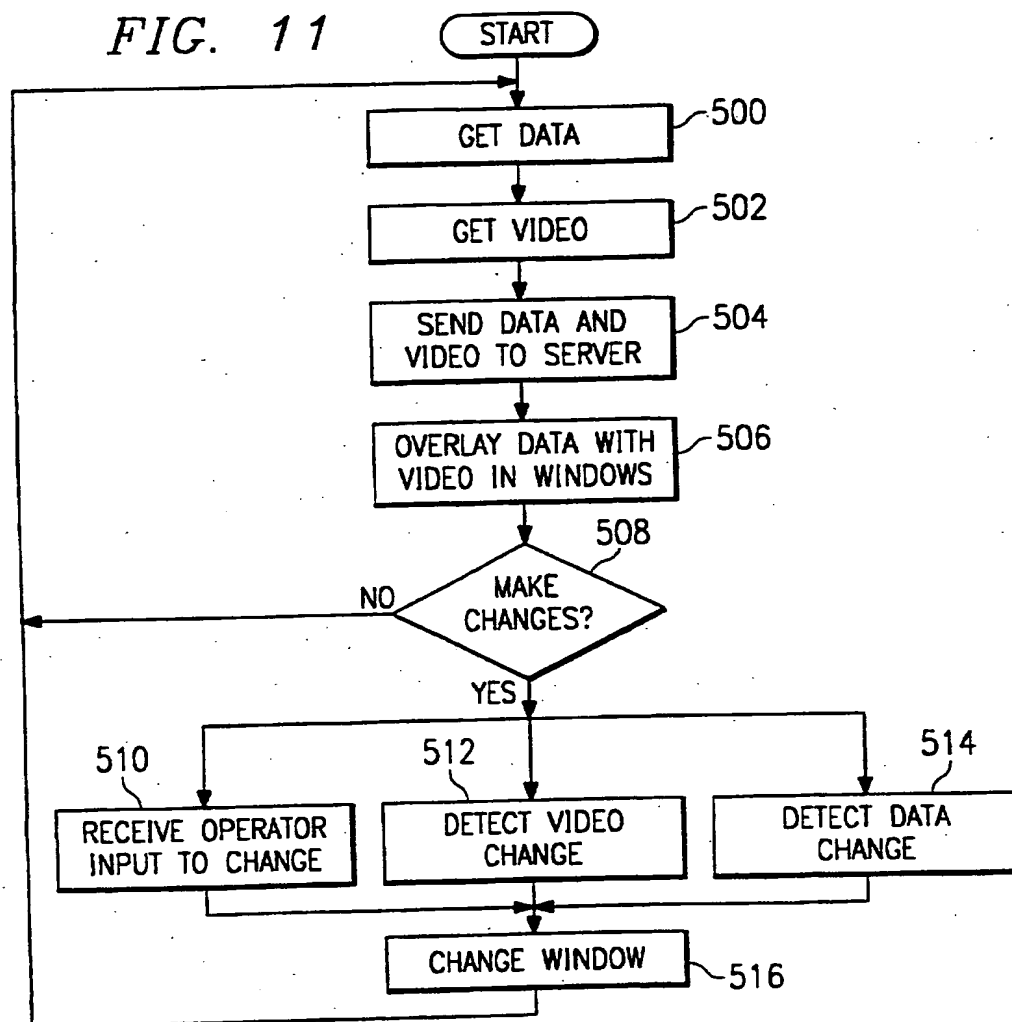 FIG. 11
START
GET DATA
500
GET VIDEO
502
SEND DATA AND
VIDEO TO SERVER
504
OVERLAY DATA WITH
VIDEO IN WINDOWS
506
508
MAKE
CHANGES?
NO
YES
510
RECEIVE OPERATOR
INPUT TO CHANGE
512
DETECT VIDEO
CHANGE
514
DETECT DATA
CHANGE
CHANGE WINDOW
516